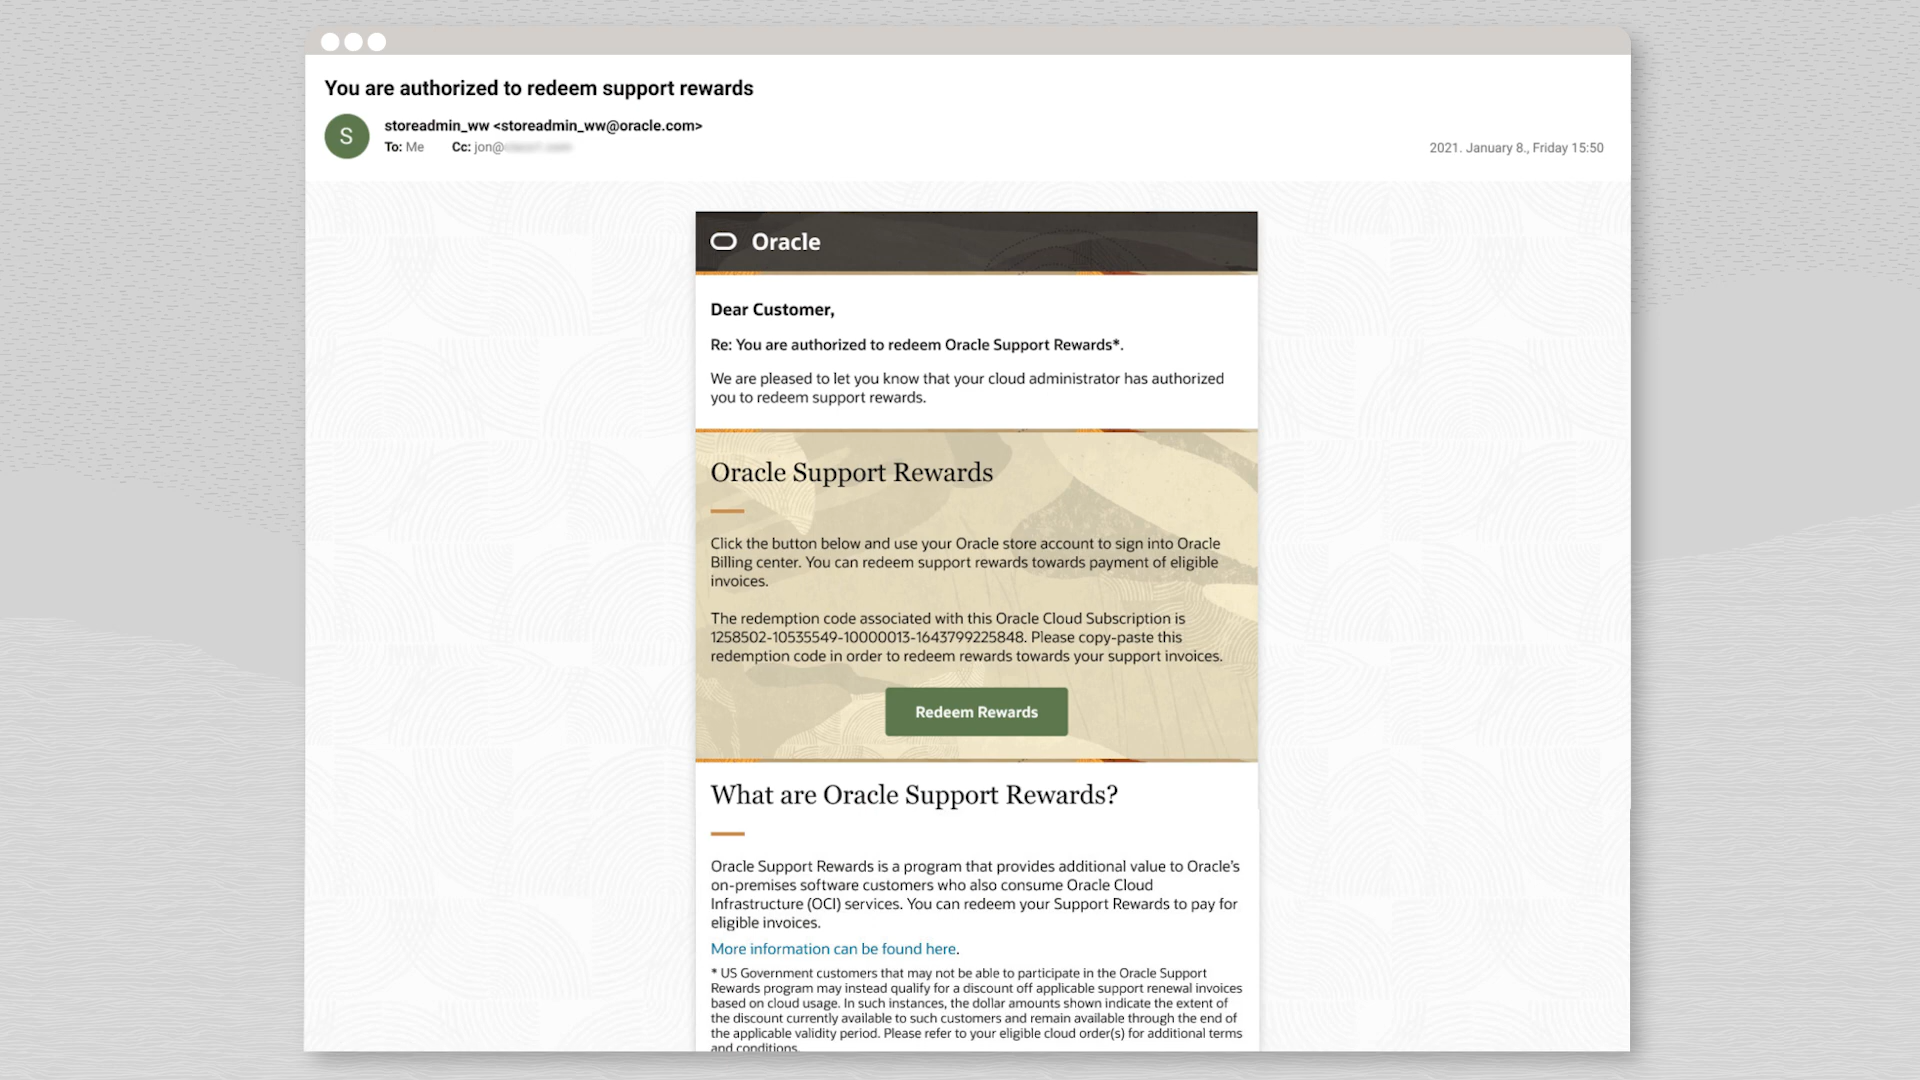 You are authorized to redeem support rewards
S
storeadmin_ww <storeadmin_ww@oracle.com>
To: Me Cc: jon@
2021. January 8., Friday 15:50
Oracle
Dear Customer,
Re: You are authorized to redeem Oracle Support Rewards*.
We are pleased to let you know that your cloud administrator has authorized
you to redeem support rewards.
Oracle Support Rewards
Click the button below and use your Oracle store account to sign into Oracle
Billing center. You can redeem support rewards towards payment of eligible
invoices.
The redemption code associated with this Oracle Cloud Subscription is
1258502-10535549-10000013-1643799225848. Please copy-paste this
redemption code in order to redeem rewards towards your support invoices.
Redeem Rewards
What are Oracle Support Rewards?
Oracle Support Rewards is a program that provides additional value to Oracle's
on-premises software customers who also consume Oracle Cloud
Infrastructure (OCI) services. You can redeem your Support Rewards to pay for
eligible invoices.
More information can be found here.
* US Government customers that may not be able to participate in the Oracle Support
Rewards program may instead qualify for a discount off applicable support renewal invoices
based on cloud usage. In such instances, the dollar amounts shown indicate the extent of
the discount currently available to such customers and remain available through the end of
the applicable validity period. Please refer to your eligible cloud order(s) for additional terms
and conditions.